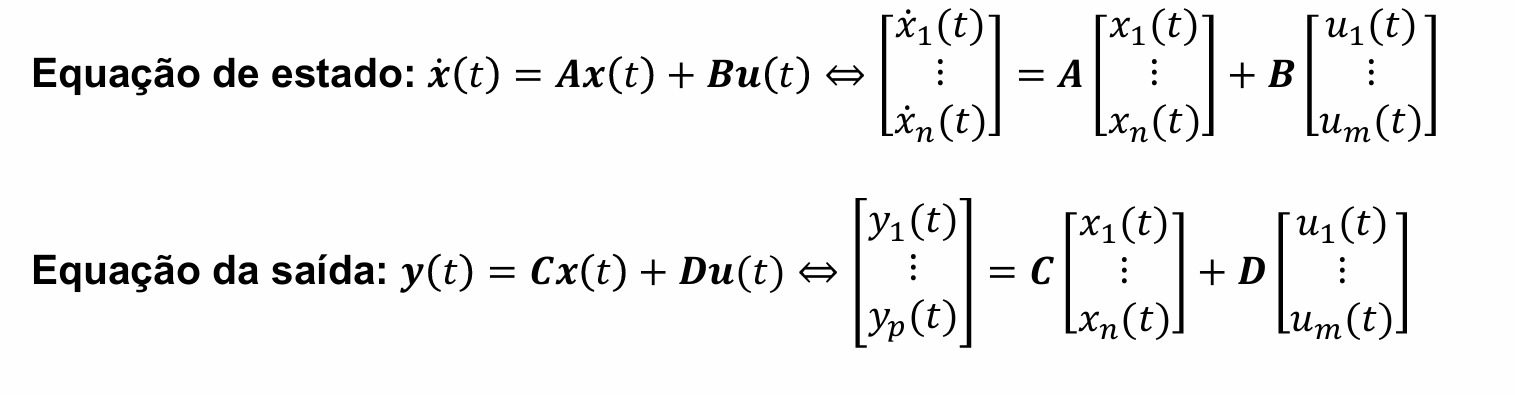 Equação de estado: ẋ(t) = Ax(t) + Bu(t) ⇔ [ẋ₁(t) ⋮ ẋₙ(t)] = A [x₁(t) ⋮ xₙ(t)] + B [u₁(t) ⋮ uₘ(t)]
Equação da saída: y(t) = Cx(t) + Du(t) ⇔ [y₁(t) ⋮ yₚ(t)] = C [x₁(t) ⋮ xₙ(t)] + D [u₁(t) ⋮ uₘ(t)]